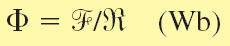 Φ = ℱ/ℜ (Wb)